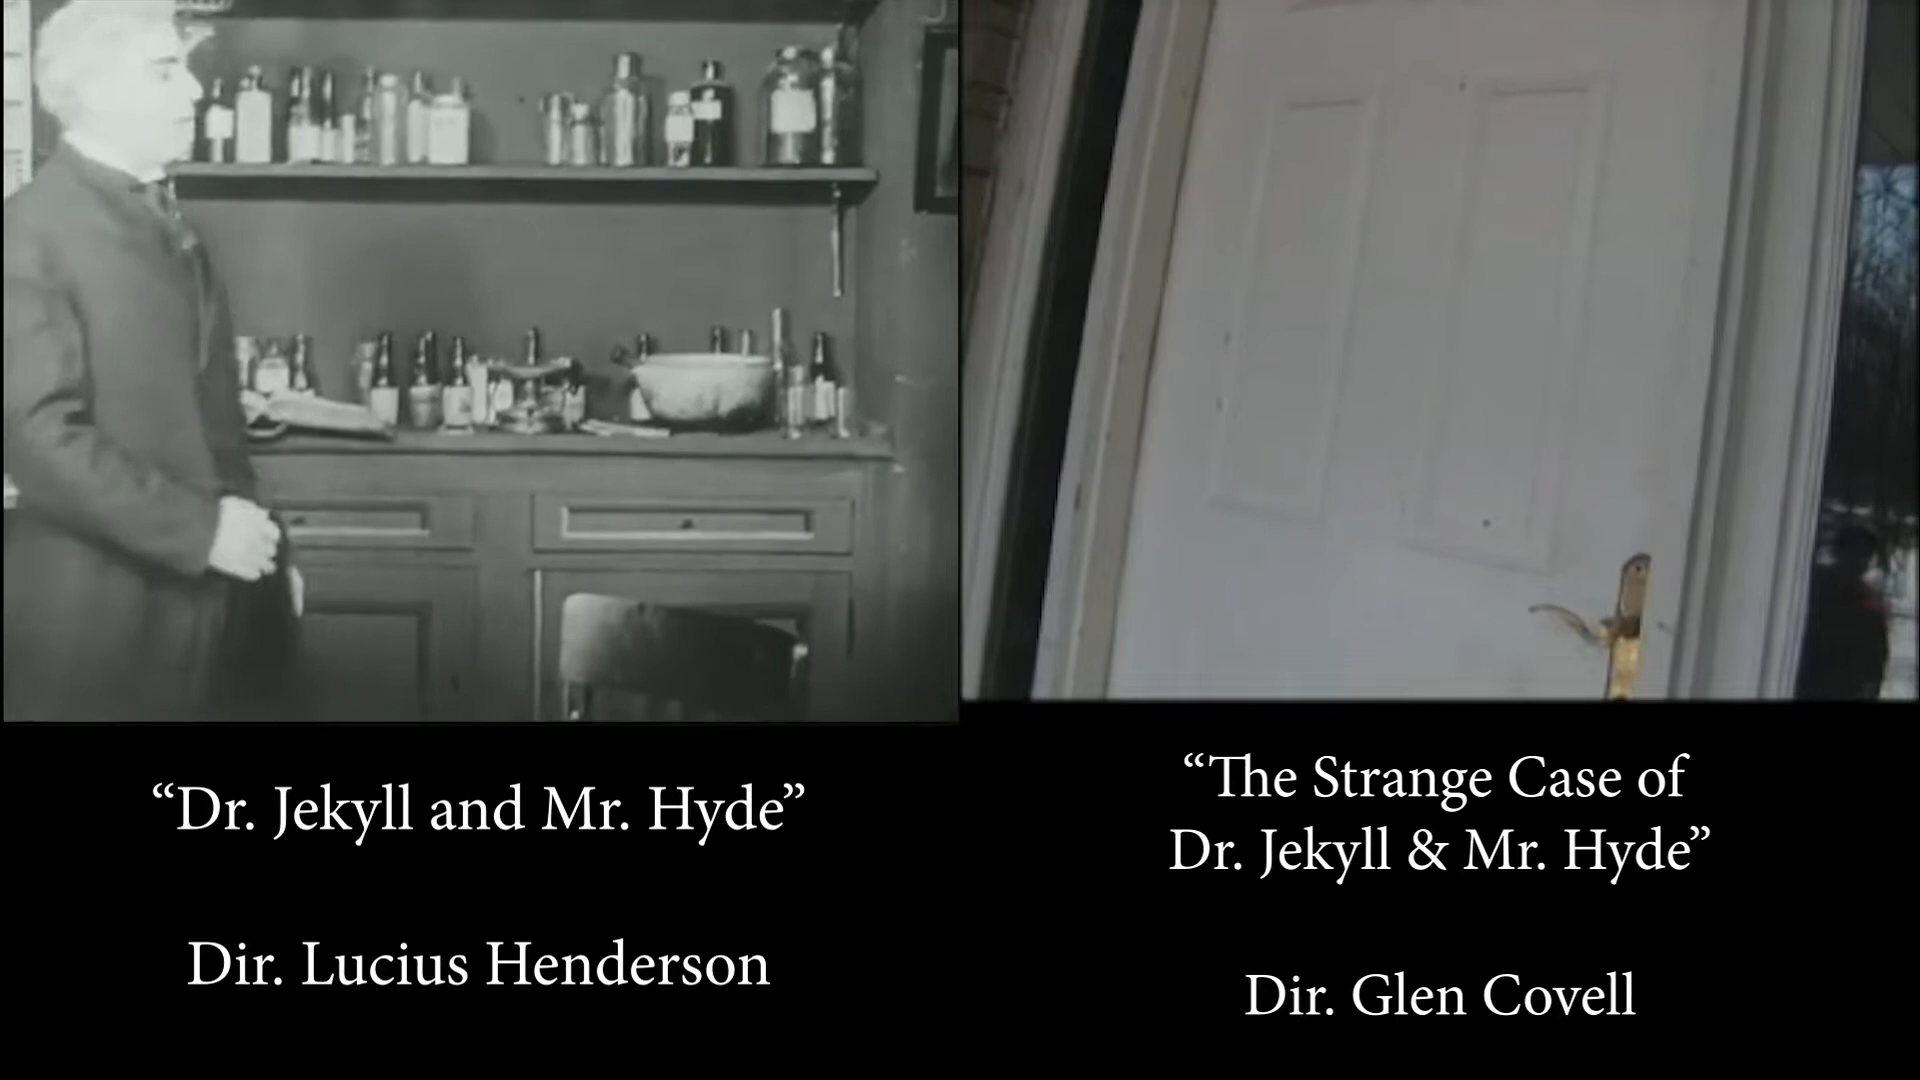 “Dr. Jekyll and Mr. Hyde”
Dir. Lucius Henderson
“The Strange Case of
Dr. Jekyll & Mr. Hyde”
Dir. Glen Covell